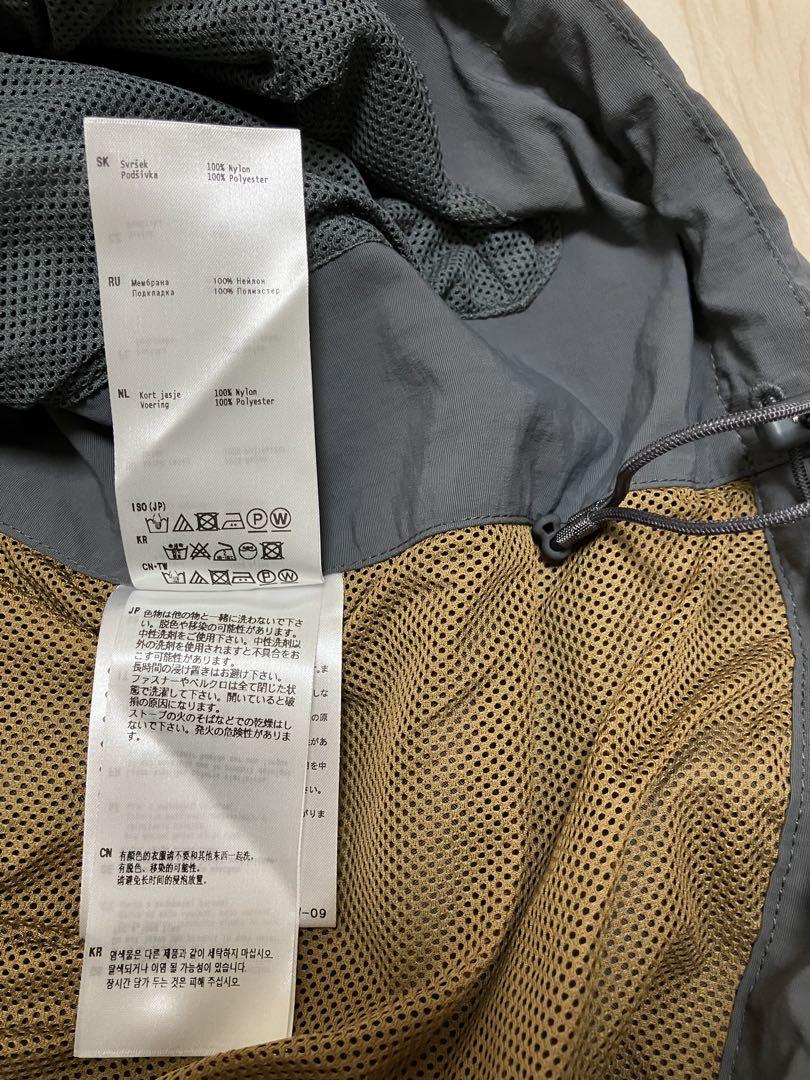 SK Svršek 100% Nylon
Podšívka 100% Polyester
RU Мембрана 100% Нейлон
Подкладка 100% Полиэстер
NL Kort jasje 100% Nylon
Voering 100% Polyester
ISO (JP)
P W
KR
CN・TW
P W
JP 色物は他の物と一緒に洗わないで下さ
い。脱色や移染の可能性があります。
中性洗剤をご使用下さい。中性洗剤以
外の洗剤を使用されますと不具合をお
こす可能性があります。
長時間の浸け置きはお避け下さい。
ファスナーやベルクロは全て閉じた状
態で洗濯して下さい。開いていると破
損の原因になります。
ストーブの火のそばなどでの乾燥はし
ないで下さい。発火の危険性がありま
す。
CN 有颜色的衣服请不要和其他东西一起洗。
有脱色、移染的可能性。
请避免长时间的浸泡放置。
KR 염색물은 다른 제품과 같이 세탁하지 마십시오
탈색되거나 이염 될 가능성이 있습니다.
장시간 담가 두는 것은 피해 주십시오.
-09